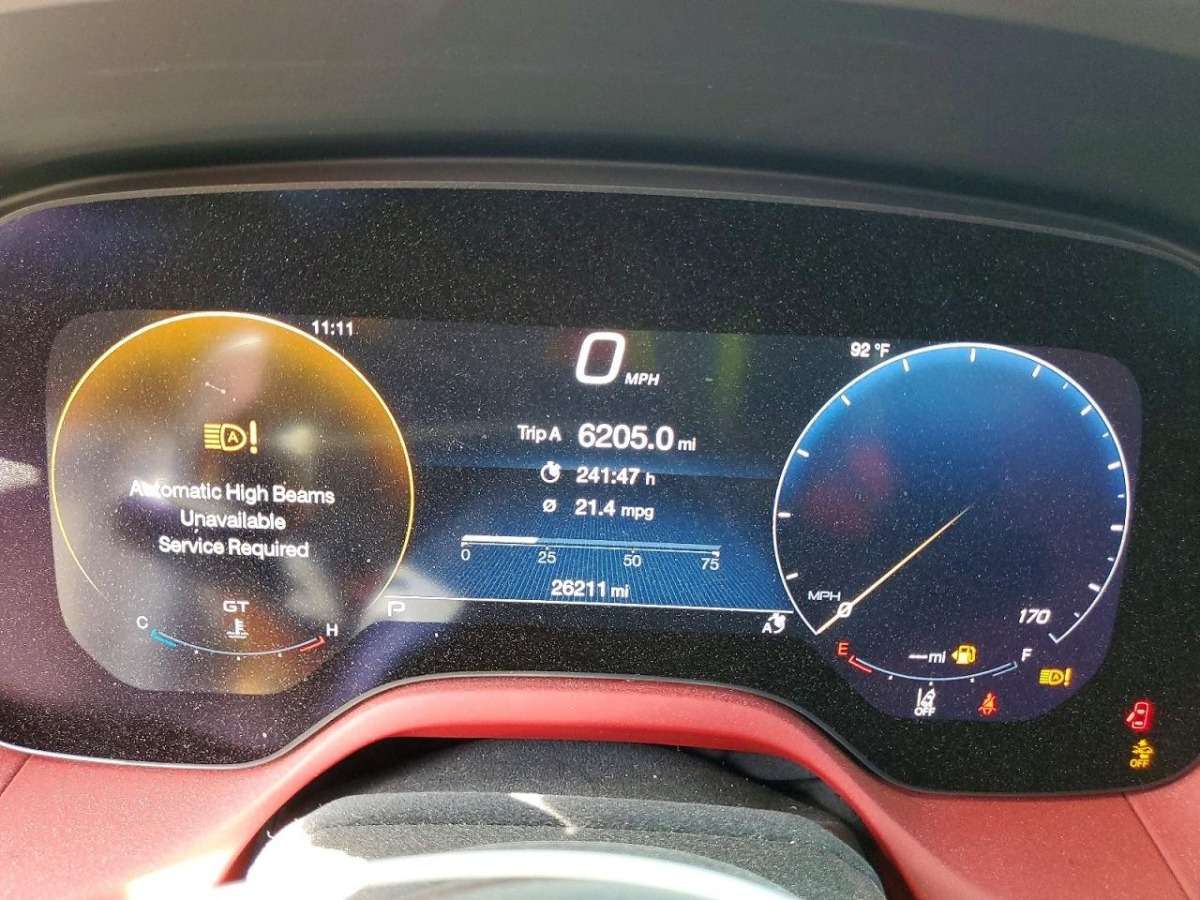 11:11
A
Automatic High Beams
Unavailable
Service Required
GT
C
H
0
MPH
Trip A 6205.0 mi
241:47 h
Ø 21.4 mpg
0 25 50 75
26211 mi
P
A
92 °F
MPH
0
170
E
---mi
F
A
OFF
OFF